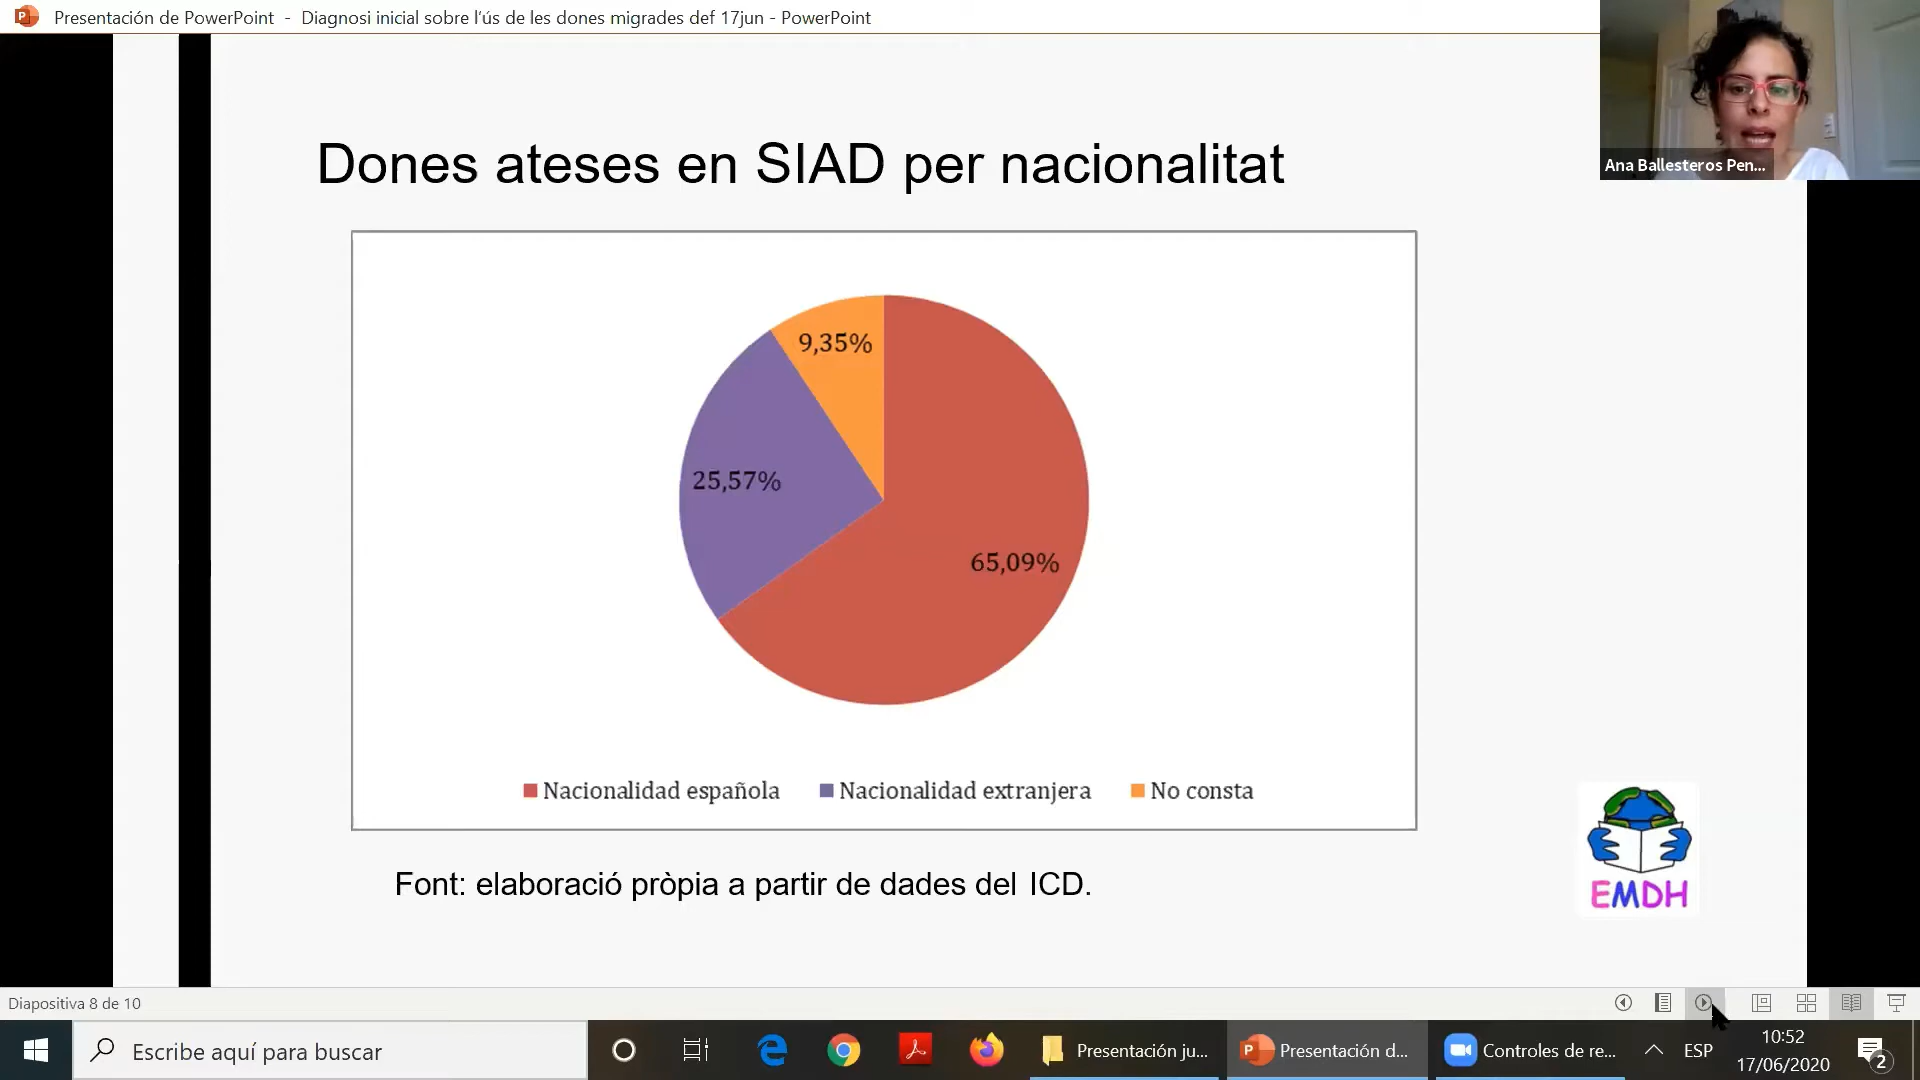 Presentación de PowerPoint - Diagnosi inicial sobre l'ús de les dones migrades def 17jun - PowerPoint
Ana Ballesteros Pen...
Dones ateses en SIAD per nacionalitat
9,35%
25,57%
65,09%
Nacionalidad española Nacionalidad extranjera No consta
Font: elaboració pròpia a partir de dades del ICD.
EMDH
Diapositiva 8 de 10
Escribe aquí para buscar
Presentación ju...
Presentación d...
Controles de re...
ESP
10:52
17/06/2020
2